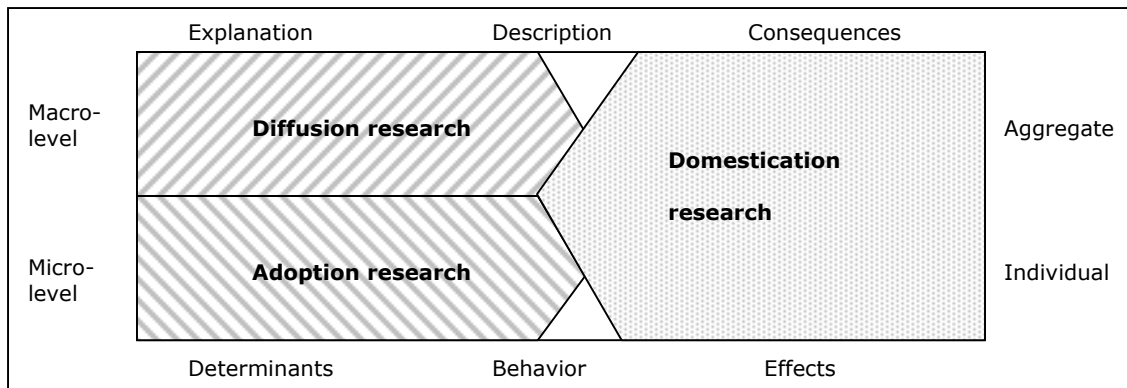 Explanation Description Consequences
Macro-
level
Diffusion research
Aggregate
Domestication
research
Micro-
level
Adoption research
Individual
Determinants Behavior Effects